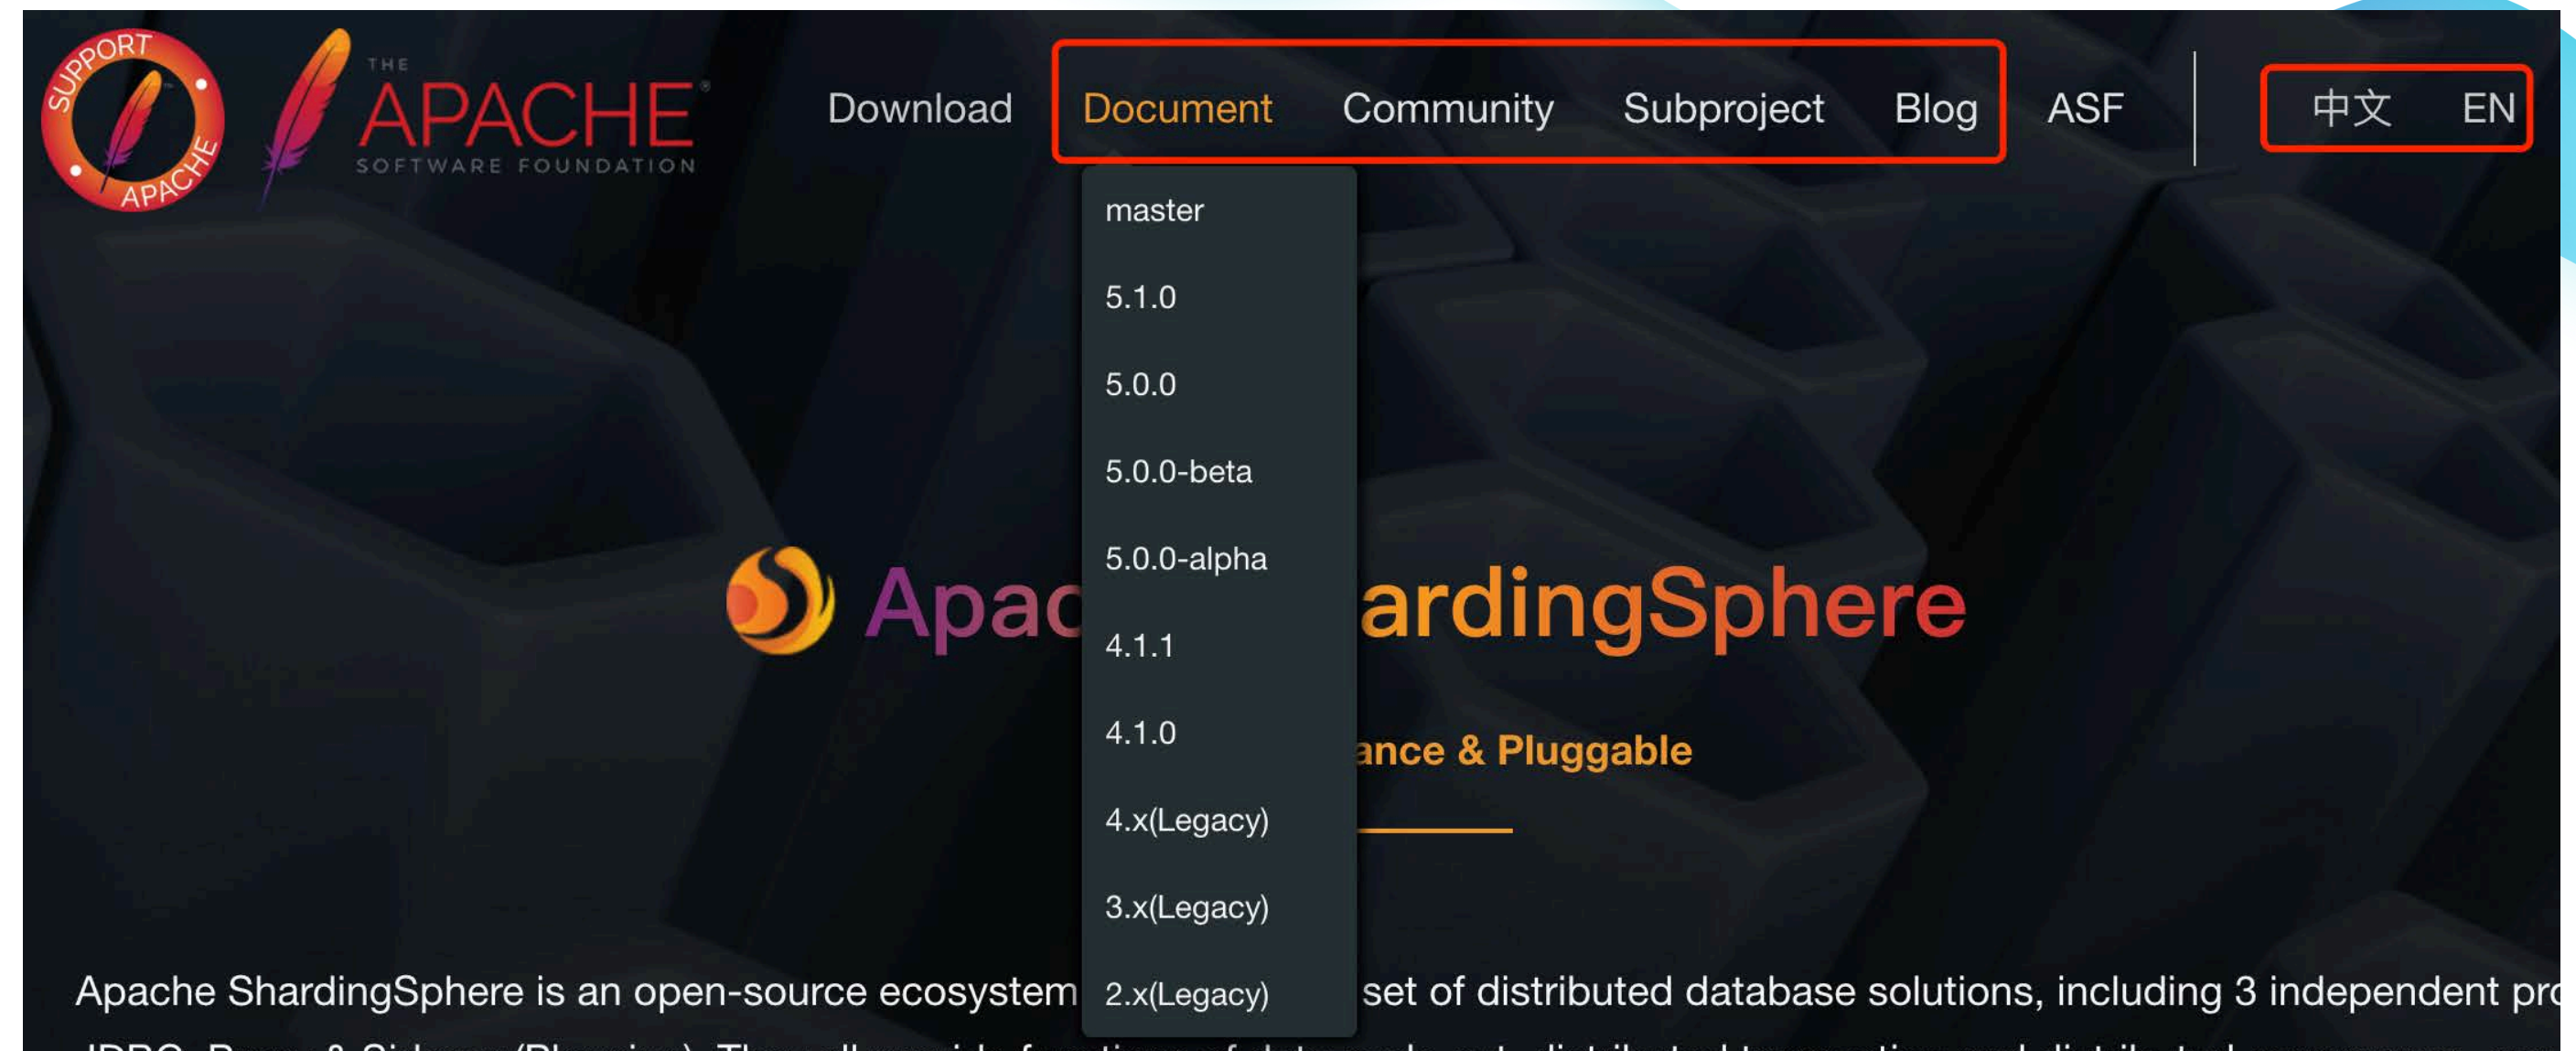 SUPPORT
APACHE
THE
APACHE®
SOFTWARE FOUNDATION
Download Document Community Subproject Blog ASF 中文 EN
master
5.1.0
5.0.0
5.0.0-beta
5.0.0-alpha
4.1.1
4.1.0
4.x(Legacy)
3.x(Legacy)
2.x(Legacy)
Apac ardingSphere
ance & Pluggable
Apache ShardingSphere is an open-source ecosystem set of distributed database solutions, including 3 independent